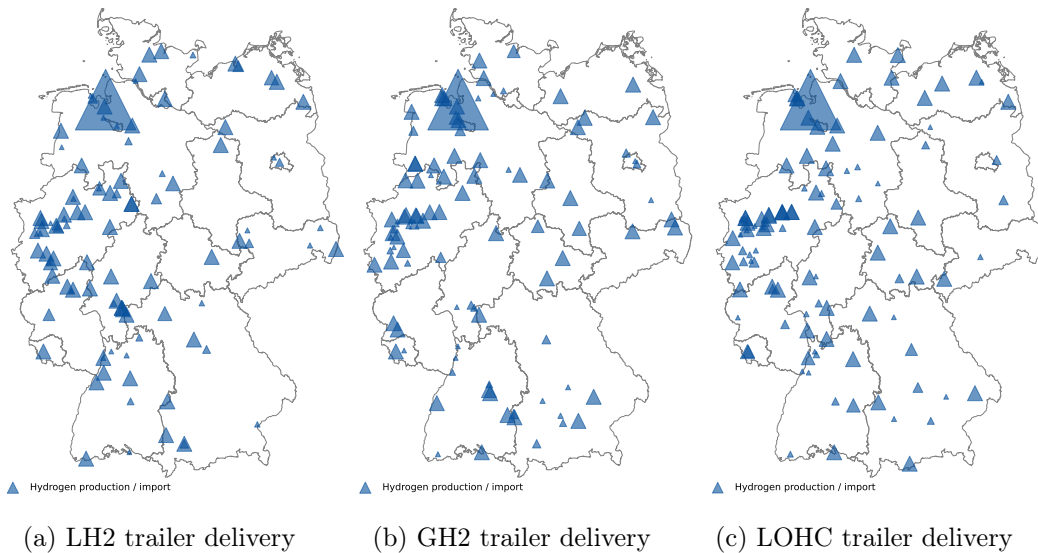 Hydrogen production / import
Hydrogen production / import
Hydrogen production / import
(a) LH2 trailer delivery
(b) GH2 trailer delivery
(c) LOHC trailer delivery